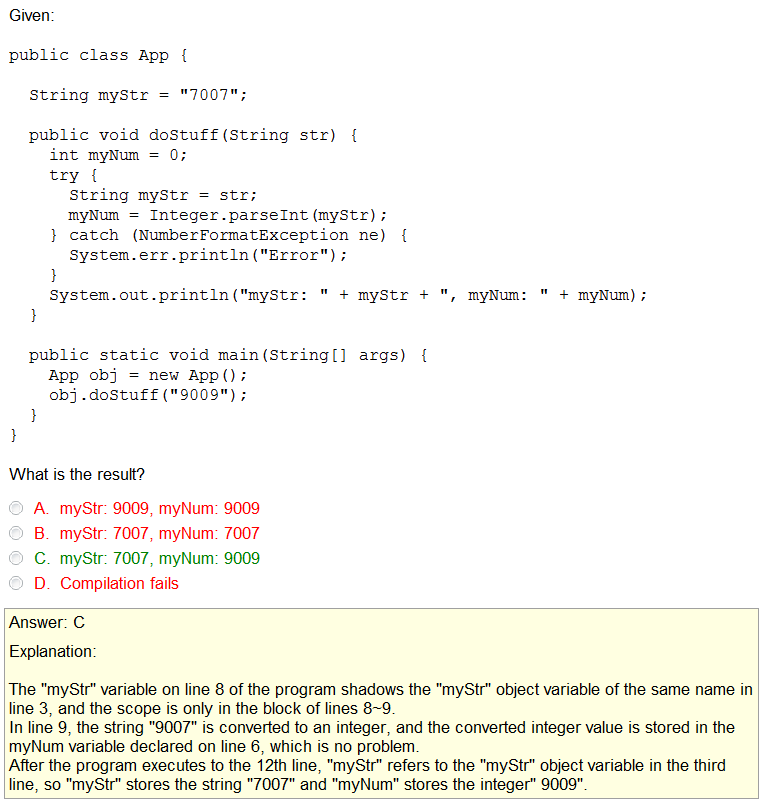 Given:
public class App {
String myStr = "7007";
public void doStuff(String str) {
int myNum = 0;
try {
String myStr = str;
myNum = Integer.parseInt(myStr);
} catch (NumberFormatException ne) {
System.err.println("Error");
}
System.out.println("myStr: " + myStr + ", myNum: " + myNum);
}
public static void main(String[] args) {
App obj = new App();
obj.doStuff("9009");
}
}
What is the result?
A. myStr: 9009, myNum: 9009
B. myStr: 7007, myNum: 7007
C. myStr: 7007, myNum: 9009
D. Compilation fails
Answer: C
Explanation:
The "myStr" variable on line 8 of the program shadows the "myStr" object variable of the same name in
line 3, and the scope is only in the block of lines 8~9.
In line 9, the string "9007" is converted to an integer, and the converted integer value is stored in the
myNum variable declared on line 6, which is no problem.
After the program executes to the 12th line, "myStr" refers to the "myStr" object variable in the third
line, so "myStr" stores the string "7007" and "myNum" stores the integer" 9009".